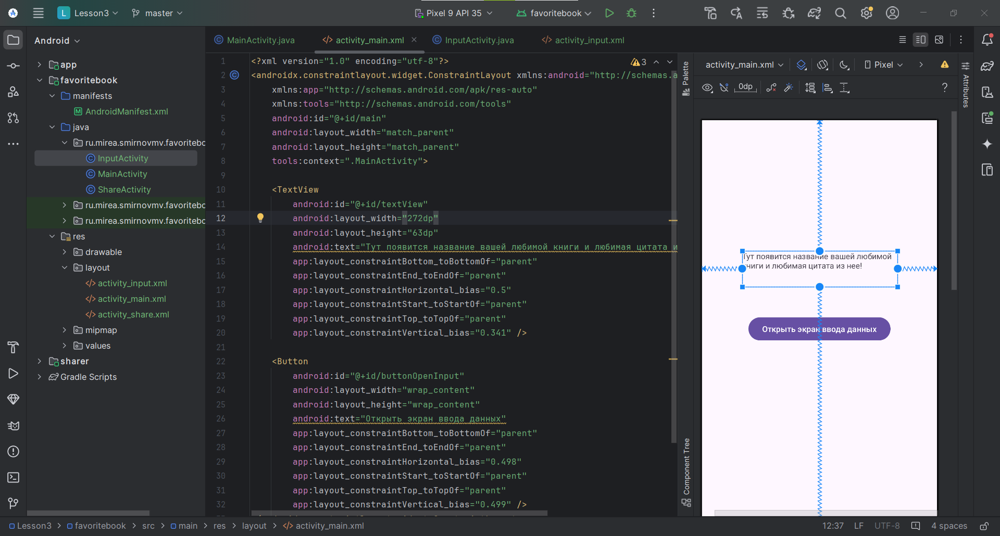 L Lesson3 master Pixel 9 API 35 favoritebook
Android
app
favoritebook
manifests
AndroidManifest.xml
java
ru.mirea.smirnovmv.favoritebo
InputActivity
MainActivity
ShareActivity
ru.mirea.smirnovmv.favoritebo
ru.mirea.smirnovmv.favoritebo
res
drawable
layout
activity_input.xml
activity_main.xml
activity_share.xml
mipmap
values
sharer
Gradle Scripts
MainActivity.java activity_main.xml InputActivity.java activity_input.xml
3
1 <?xml version="1.0" encoding="utf-8"?>
2 <androidx.constraintlayout.widget.ConstraintLayout xmlns:android="http://schemas.a
3 xmlns:app="http://schemas.android.com/apk/res-auto"
4 xmlns:tools="http://schemas.android.com/tools"
5 android:id="@+id/main"
6 android:layout_width="match_parent"
7 android:layout_height="match_parent"
8 tools:context=".MainActivity">
9
10 <TextView
11 android:id="@+id/textView"
12 android:layout_width="272dp"
13 android:layout_height="63dp"
14 android:text="Тут появится название вашей любимой книги и любимая цитата и
15 app:layout_constraintBottom_toBottomOf="parent"
16 app:layout_constraintEnd_toEndOf="parent"
17 app:layout_constraintHorizontal_bias="0.5"
18 app:layout_constraintStart_toStartOf="parent"
19 app:layout_constraintTop_toTopOf="parent"
20 app:layout_constraintVertical_bias="0.341" />
21
22 <Button
23 android:id="@+id/buttonOpenInput"
24 android:layout_width="wrap_content"
25 android:layout_height="wrap_content"
26 android:text="Открыть экран ввода данных"
27 app:layout_constraintBottom_toBottomOf="parent"
28 app:layout_constraintEnd_toEndOf="parent"
29 app:layout_constraintHorizontal_bias="0.498"
30 app:layout_constraintStart_toStartOf="parent"
31 app:layout_constraintTop_toTopOf="parent"
32 app:layout_constraintVertical_bias="0.499" />
Palette
Component Tree
activity_main.xml Pixel
0dp ?
Attributes
Тут появится название вашей любимой
книги и любимая цитата из нее!
Открыть экран ввода данных
Lesson3 > favoritebook > src > main > res > layout > activity_main.xml
12:37 LF UTF-8 4 spaces